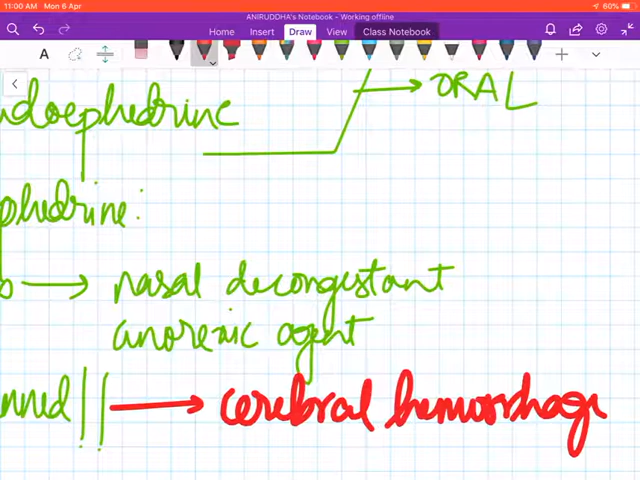 11:00 AM Mon 6 Apr
60%
ANIRUDDHA's Notebook - Working offline
Home Insert Draw View Class Notebook
A
ORAL
doephedrine
phedrine:
→ nasal decongestant
anorexic agent
nned || → cerebral hemorrhage